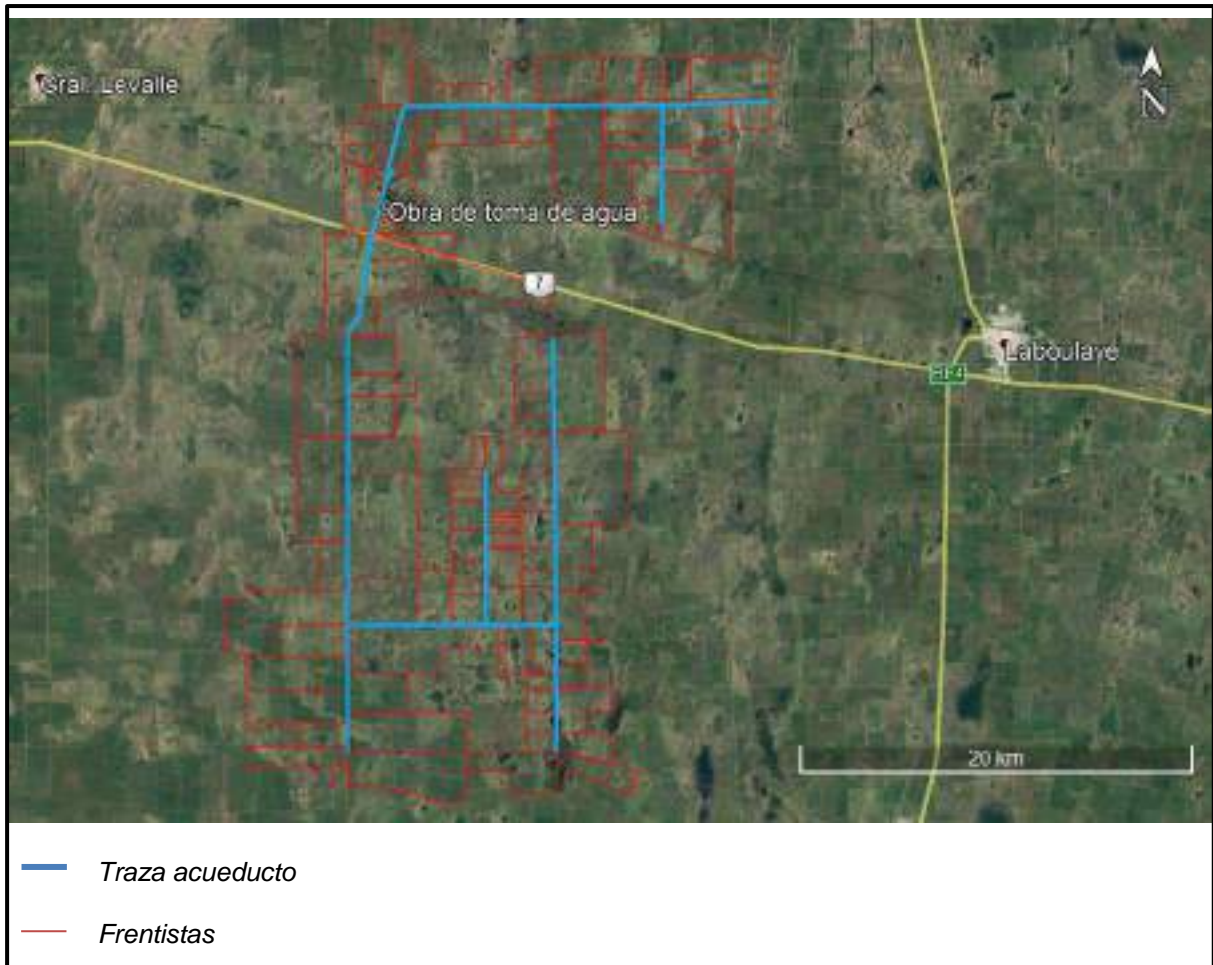 Gral. Levalle
N
Obra de toma de agua
7
Laboulaye
20 km
Traza acueducto
Frentistas